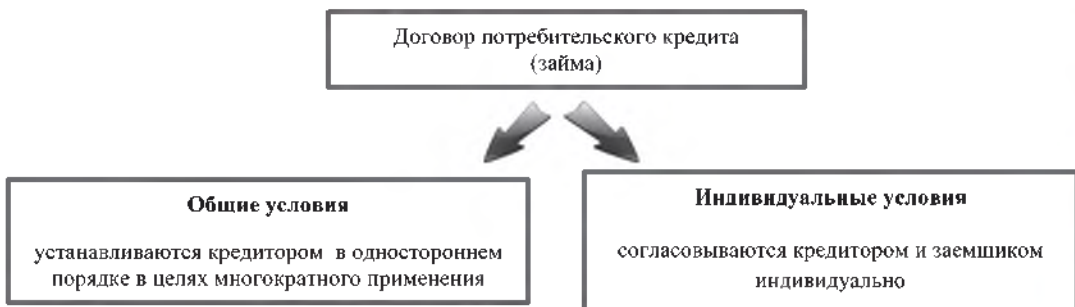 Договор потребительского кредита
(займа)
Общие условия
устанавливаются кредитором в одностороннем
порядке в целях многократного применения
Индивидуальные условия
согласовываются кредитором и заемщиком
индивидуально